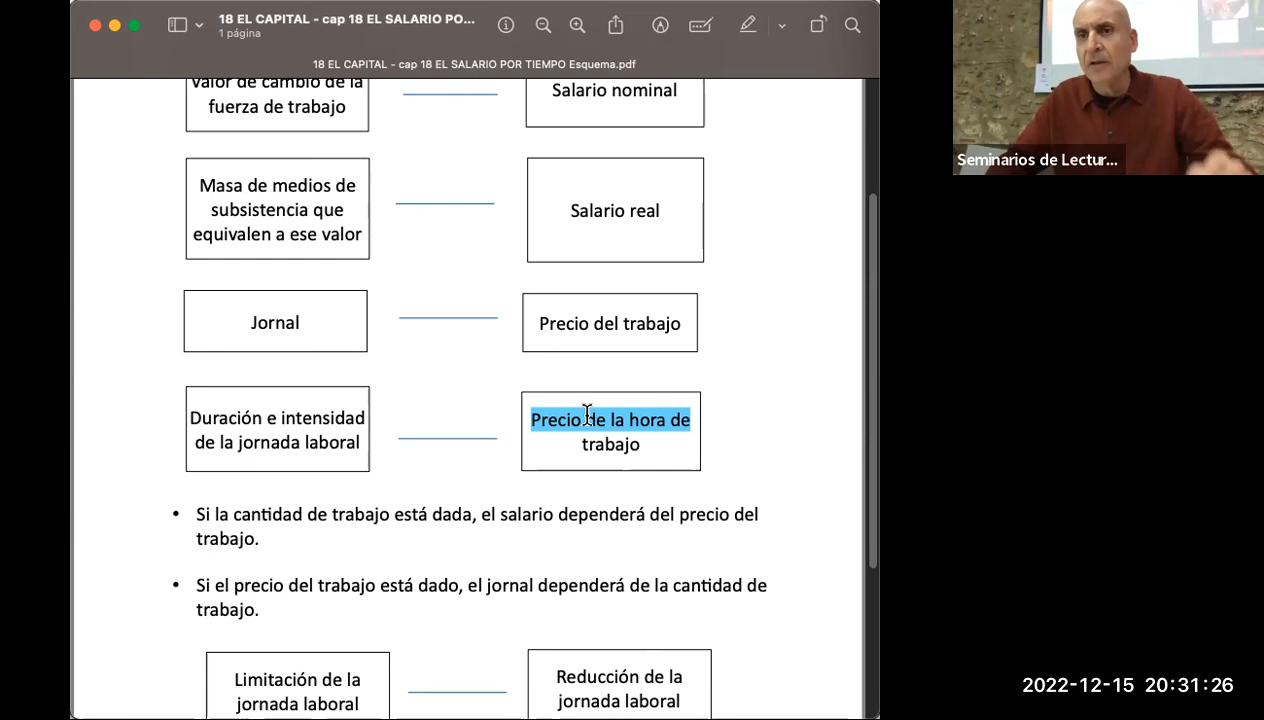 18 EL CAPITAL - cap 18 EL SALARIO PO...
1 página
18 EL CAPITAL - cap 18 EL SALARIO POR TIEMPO Esquema.pdf
Valor de cambio de la
fuerza de trabajo
Salario nominal
Masa de medios de
subsistencia que
equivalen a ese valor
Salario real
Jornal
Precio del trabajo
Duración e intensidad
de la jornada laboral
Precio de la hora de
trabajo
• Si la cantidad de trabajo está dada, el salario dependerá del precio del
trabajo.
• Si el precio del trabajo está dado, el jornal dependerá de la cantidad de
trabajo.
Limitación de la
jornada laboral
Reducción de la
jornada laboral
Seminarios de Lectur...
2022-12-15 20:31:26